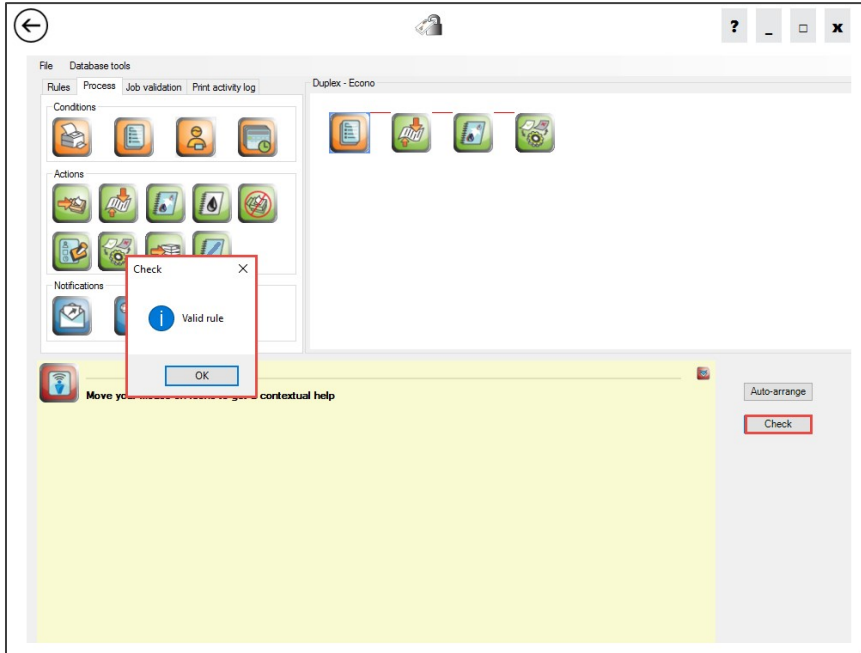 ? _ □ x
File Database tools
Rules Process Job validation Print activity log
Duplex - Econo
Conditions
Actions
Check X
Notifications
i Valid rule
OK
Move your mouse on icons to get a contextual help
Auto-arrange
Check